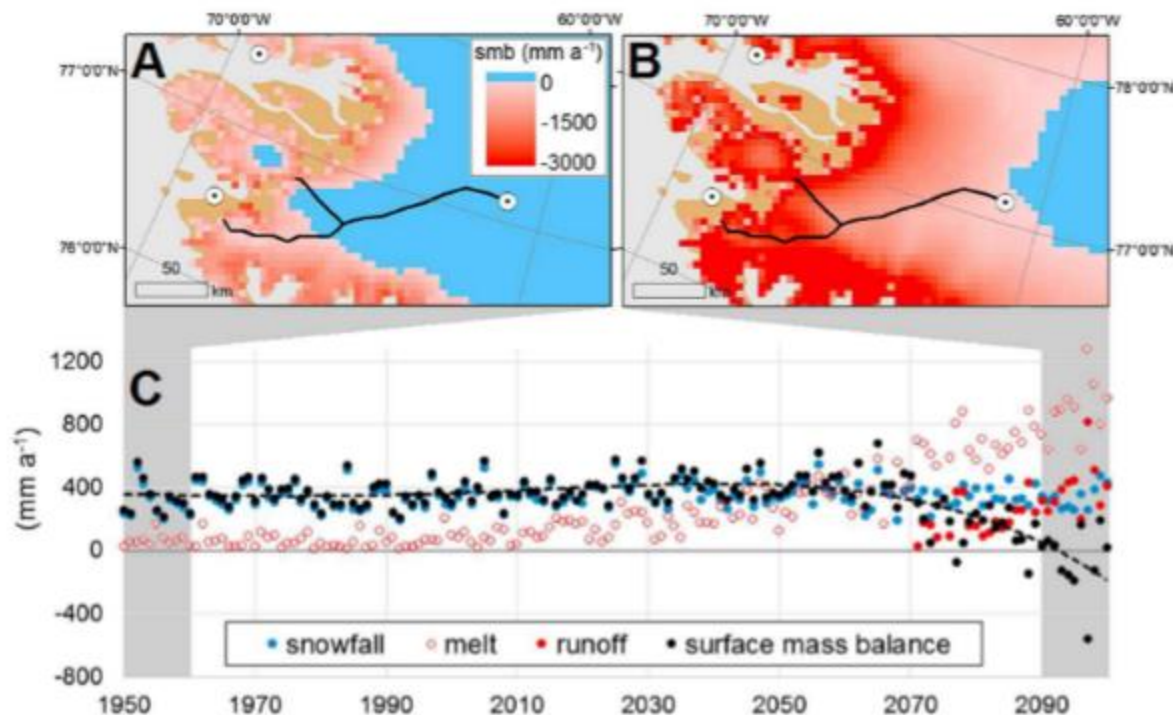 70°0'0"W 60°0'0"W 70°0'0"W 60°0'0"W
A smb (mm a⁻¹) B
77°0'0"N 0 78°0'0"N
-1500
-3000
76°0'0"N 77°0'0"N
50 50
km km
1200 C
800
400
0
-400
-800
(mm a⁻¹)
snowfall melt runoff surface mass balance
1950 1970 1990 2010 2030 2050 2070 2090